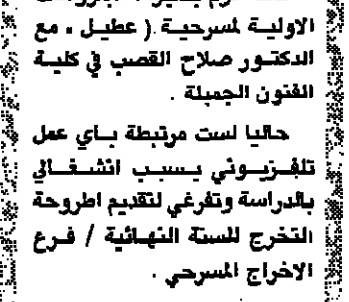 الاولية لمسرحية ( عطيل ، مع
الدكتور صلاح القصب في كلية
الفنون الجميلة .
حاليا لست مرتبطة باي عمل
تلفزيوني بسبب انشغالي
بالدراسة وتفرغي لتقديم اطروحة
التخرج للسنة النهائية / فرع
الاخراج المسرحي .